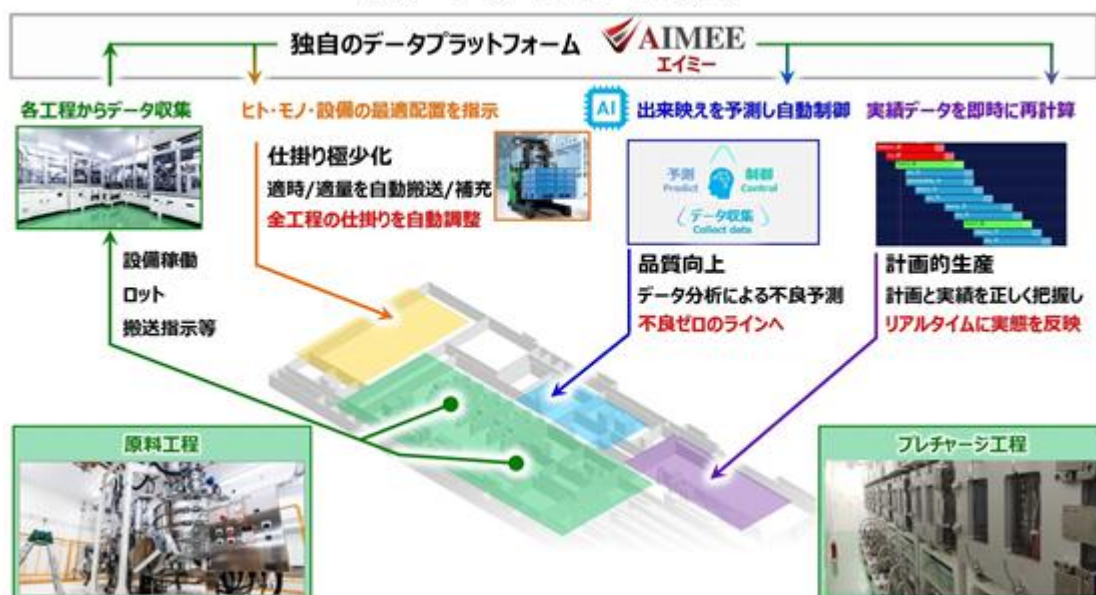 独自のデータプラットフォーム AIMEE
エイミー
各工程からデータ収集
ヒト・モノ・設備の最適配置を指示
AI 出来映えを予測し自動制御
実績データを即時に再計算
仕掛り極少化
適時/適量を自動搬送/補充
全工程の仕掛りを自動調整
予測
Predict
制御
Control
データ収集
Collect data
設備稼働
ロット
搬送指示等
品質向上
データ分析による不良予測
不良ゼロのラインへ
計画的生産
計画と実績を正しく把握し
リアルタイムに実態を反映
原料工程
プレチャージ工程